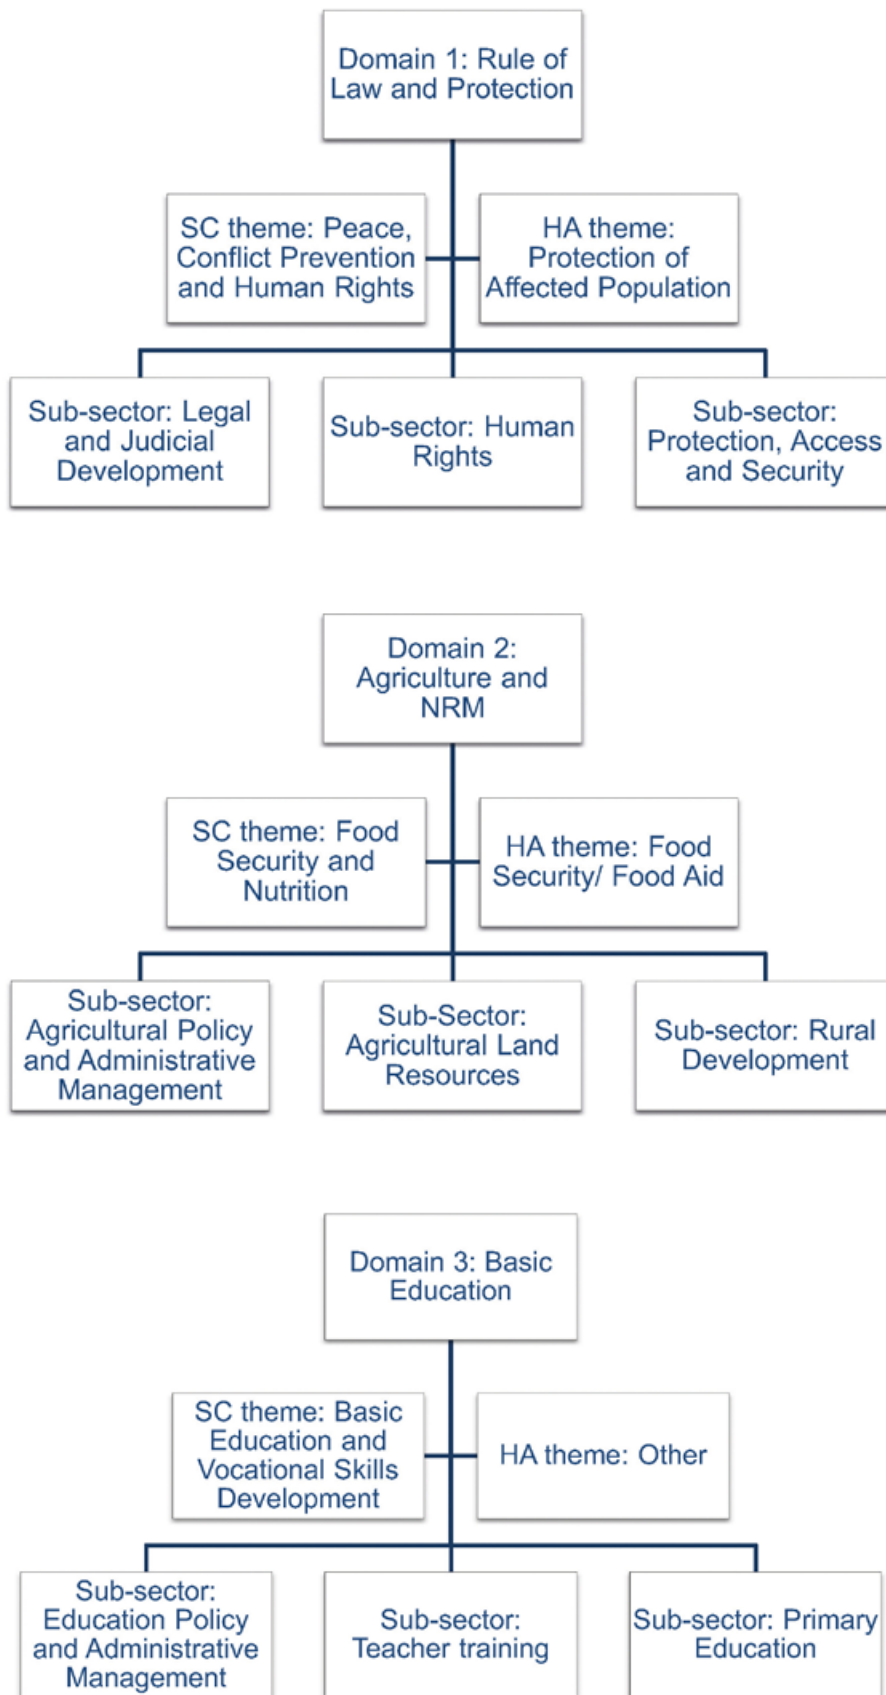 Domain 1: Rule of
Law and Protection
SC theme: Peace,
Conflict Prevention
and Human Rights
HA theme:
Protection of
Affected Population
Sub-sector: Legal
and Judicial
Development
Sub-sector: Human
Rights
Sub-sector:
Protection, Access
and Security
Domain 2:
Agriculture and
NRM
SC theme: Food
Security and
Nutrition
HA theme: Food
Security/ Food Aid
Sub-sector:
Agricultural Policy
and Administrative
Management
Sub-Sector:
Agricultural Land
Resources
Sub-sector: Rural
Development
Domain 3: Basic
Education
SC theme: Basic
Education and
Vocational Skills
Development
HA theme: Other
Sub-sector:
Education Policy
and Administrative
Management
Sub-sector:
Teacher training
Sub-sector: Primary
Education